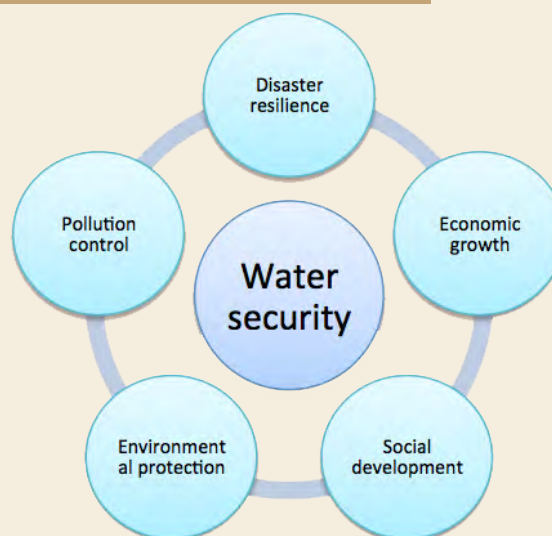 Disaster
resilience
Pollution
control
Economic
growth
Water
security
Environment
al protection
Social
development